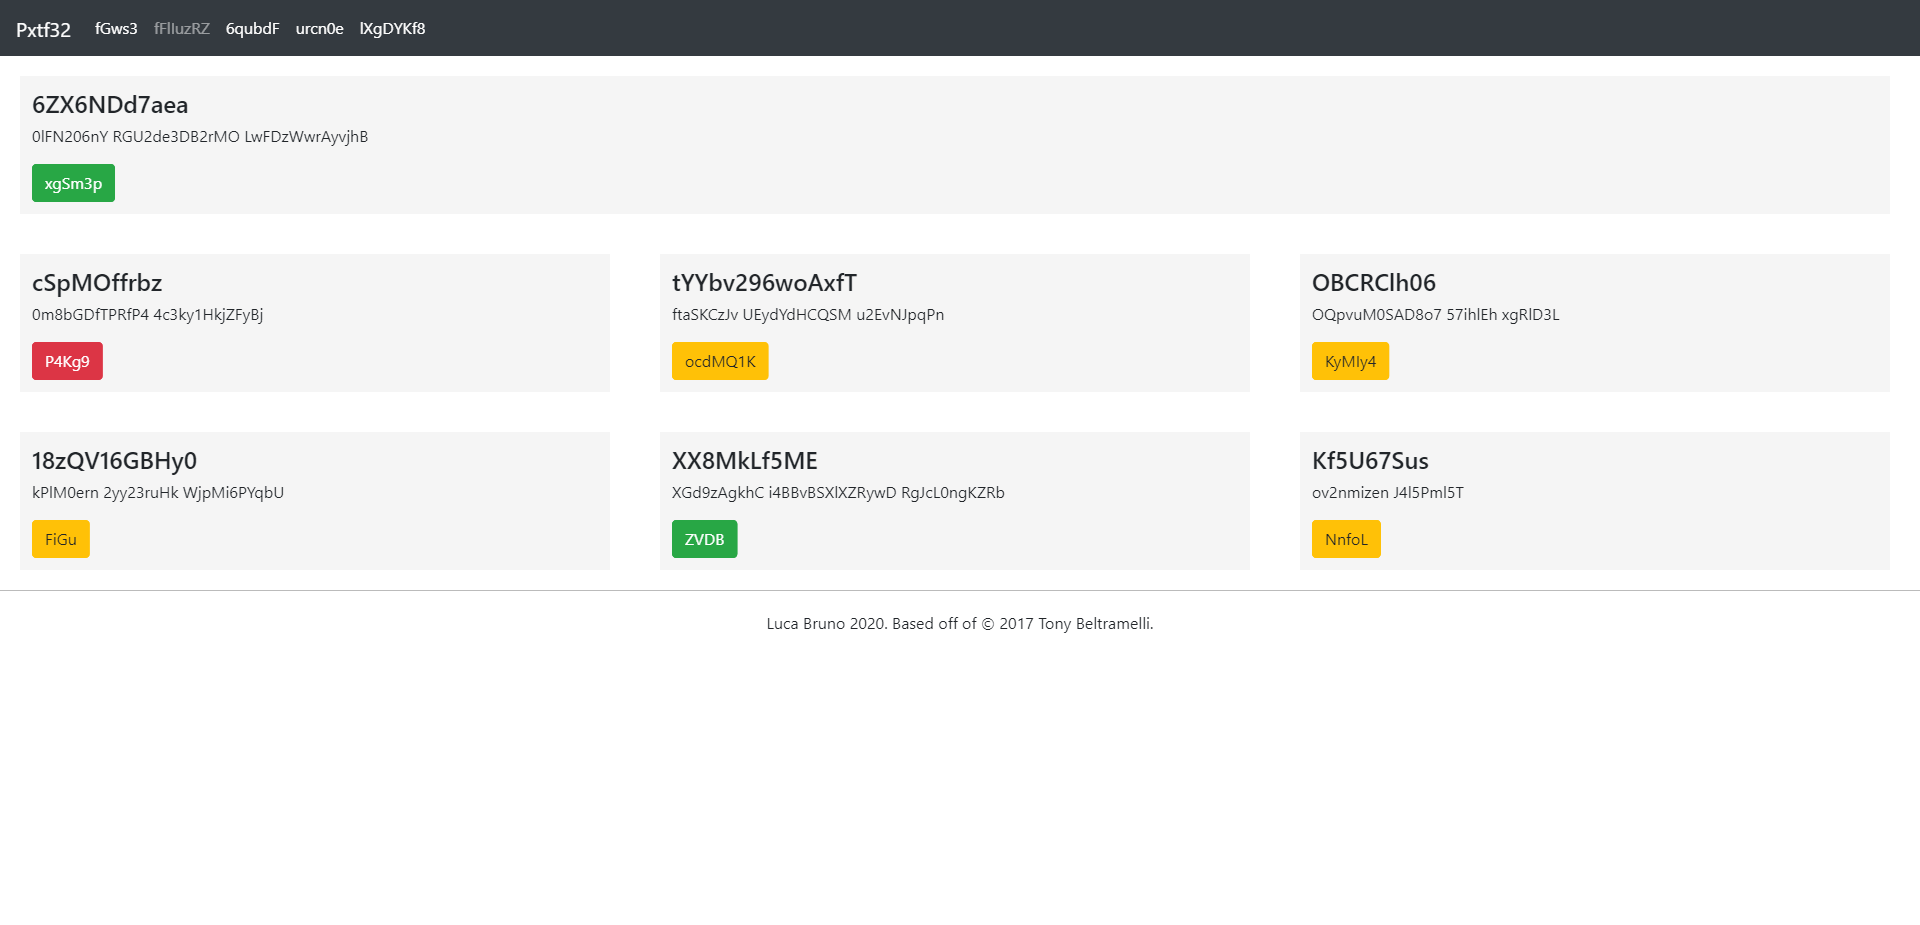 Pxtf32 fGws3 fFlIuzRZ 6qubdF urcn0e lXgDYKf8
6ZX6NDd7aea
0lFN206nY RGU2de3DB2rMO LwFDzWwrAyvjhB
xgSm3p
cSpMOffrbz
0m8bGDfTPRfP4 4c3ky1HkjZFyBj
P4Kg9
tYYbv296woAxfT
ftaSKCzJv UEydYdHCQSM u2EvNJpqPn
ocdMQ1K
OBCRClh06
OQpvuM0SAD8o7 57ihlEh xgRlD3L
KyMIy4
18zQV16GBHy0
kPlM0ern 2yy23ruHk WjpMi6PYqbU
FiGu
XX8MkLf5ME
XGd9zAgkhC i4BBvBSXlXZRywD RgJcL0ngKZRb
ZVDB
Kf5U67Sus
ov2nmizen J4l5Pml5T
NnfoL
Luca Bruno 2020. Based off of © 2017 Tony Beltramelli.